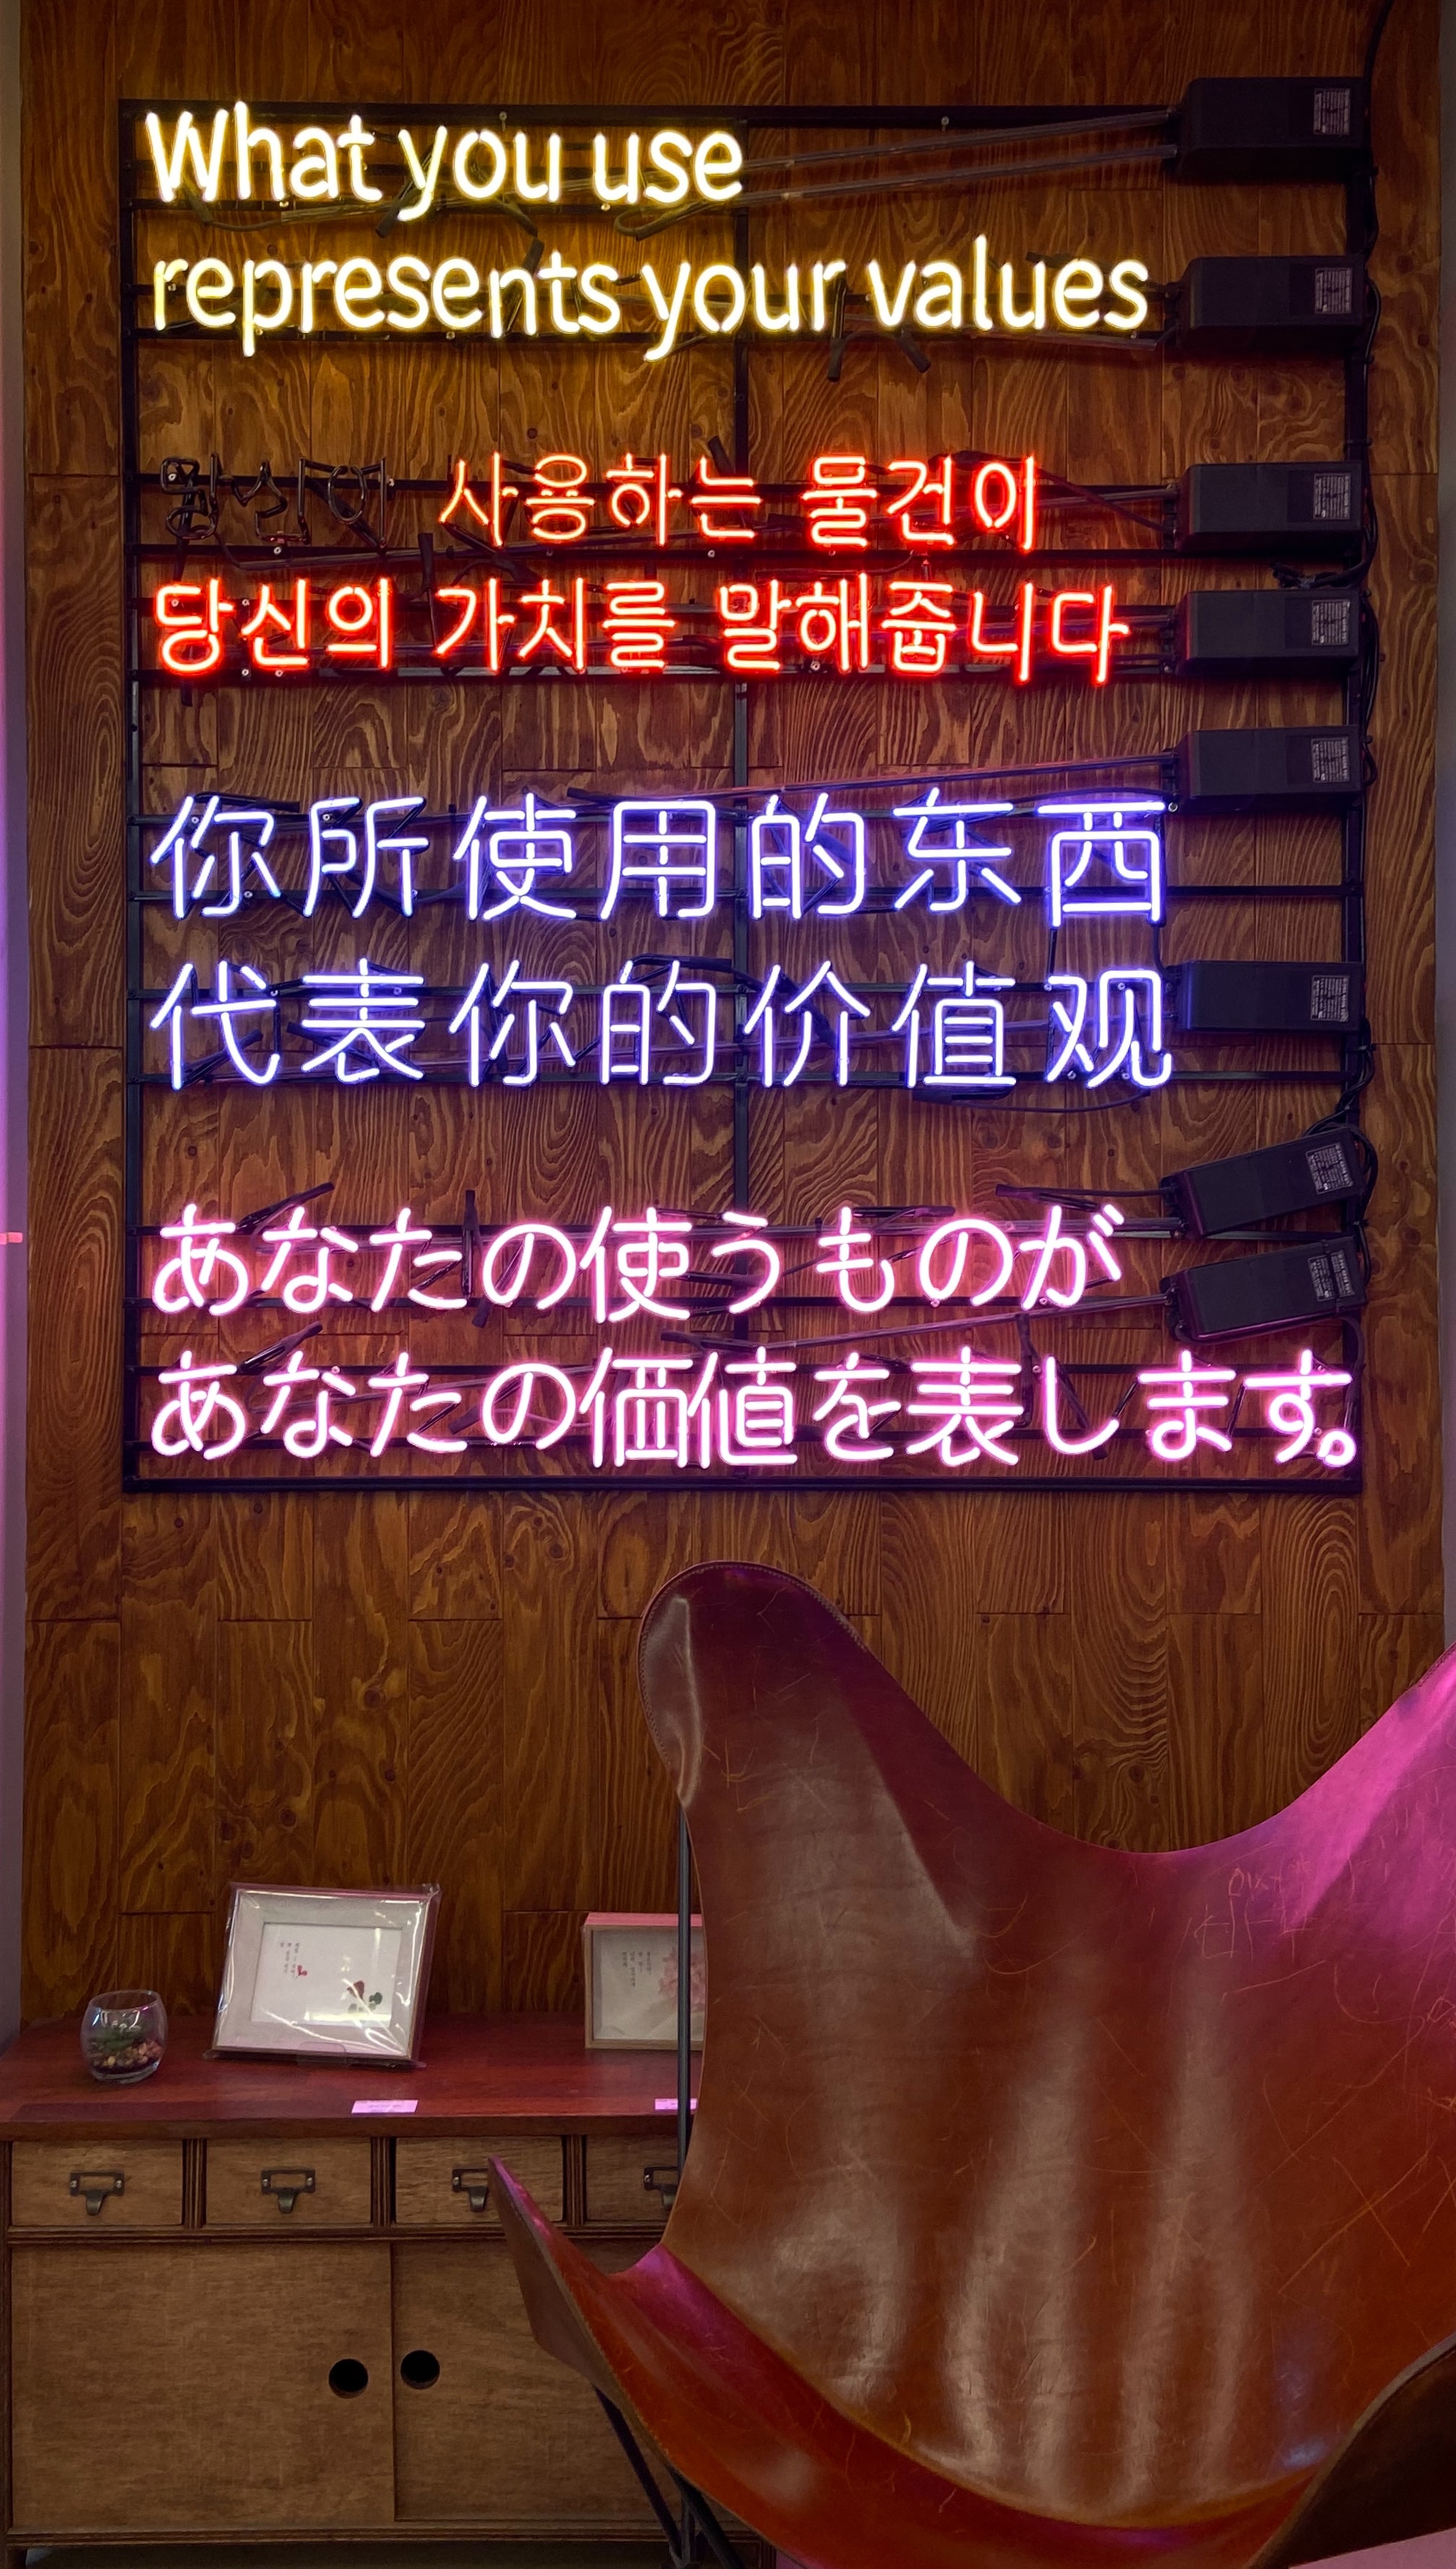 What you use
represents your values
당신이 사용하는 물건이
당신의 가치를 말해줍니다
你所使用的东西
代表你的价值观
あなたの使うものが
あなたの価値を表します。